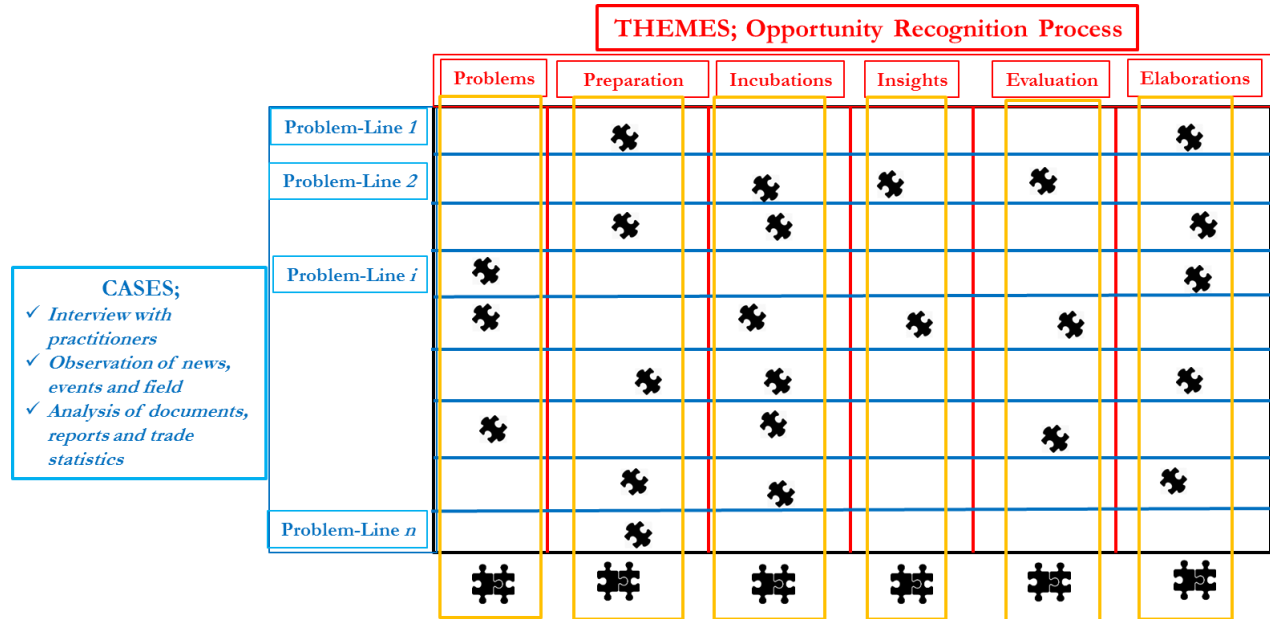 THEMES; Opportunity Recognition Process
Problems
Preparation
Incubations
Insights
Evaluation
Elaborations
Problem-Line 1
Problem-Line 2
Problem-Line i
Problem-Line n
CASES;
✓ Interview with
practitioners
✓ Observation of news,
events and field
✓ Analysis of documents,
reports and trade
statistics